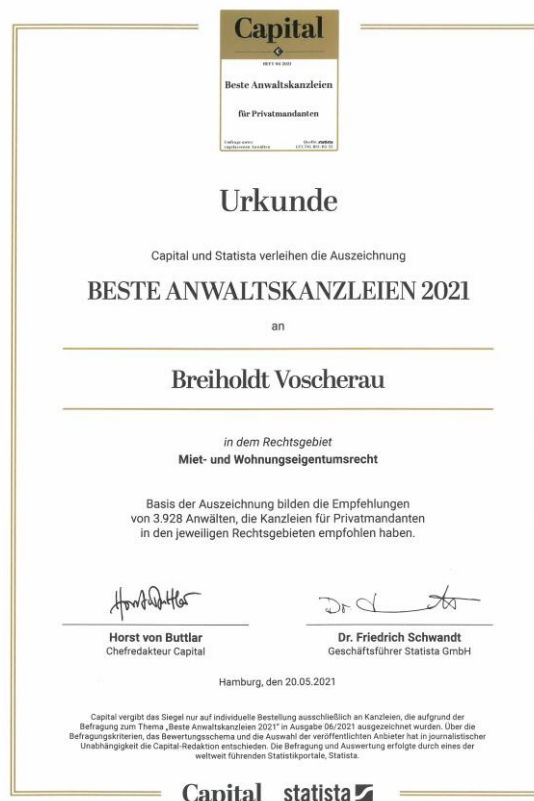 Capital
HEFT 06/2021
Beste Anwaltskanzleien
für Privatmandanten
Urkunde
Capital und Statista verleihen die Auszeichnung
BESTE ANWALTSKANZLEIEN 2021
an
Breiholdt Voscherau
in dem Rechtsgebiet
Miet- und Wohnungseigentumsrecht
Basis der Auszeichnung bilden die Empfehlungen
von 3.928 Anwälten, die Kanzleien für Privatmandanten
in den jeweiligen Rechtsgebieten empfohlen haben.
Horst von Buttlar
Chefredakteur Capital
Dr. Friedrich Schwandt
Geschäftsführer Statista GmbH
Hamburg, den 20.05.2021
Capital vergibt das Siegel nur auf individuelle Bestellung ausschließlich an Kanzleien, die aufgrund der
Befragung zum Thema „Beste Anwaltskanzleien 2021“ in Ausgabe 06/2021 ausgezeichnet wurden. Über die
Befragungskriterien, das Bewertungsschema und die Auswahl der veröffentlichten Anbieter hat in journalistischer
Unabhängigkeit die Capital-Redaktion entschieden. Die Befragung und Auswertung erfolgte durch eines der
weltweit führenden Statistikportale, Statista.
Capital statista